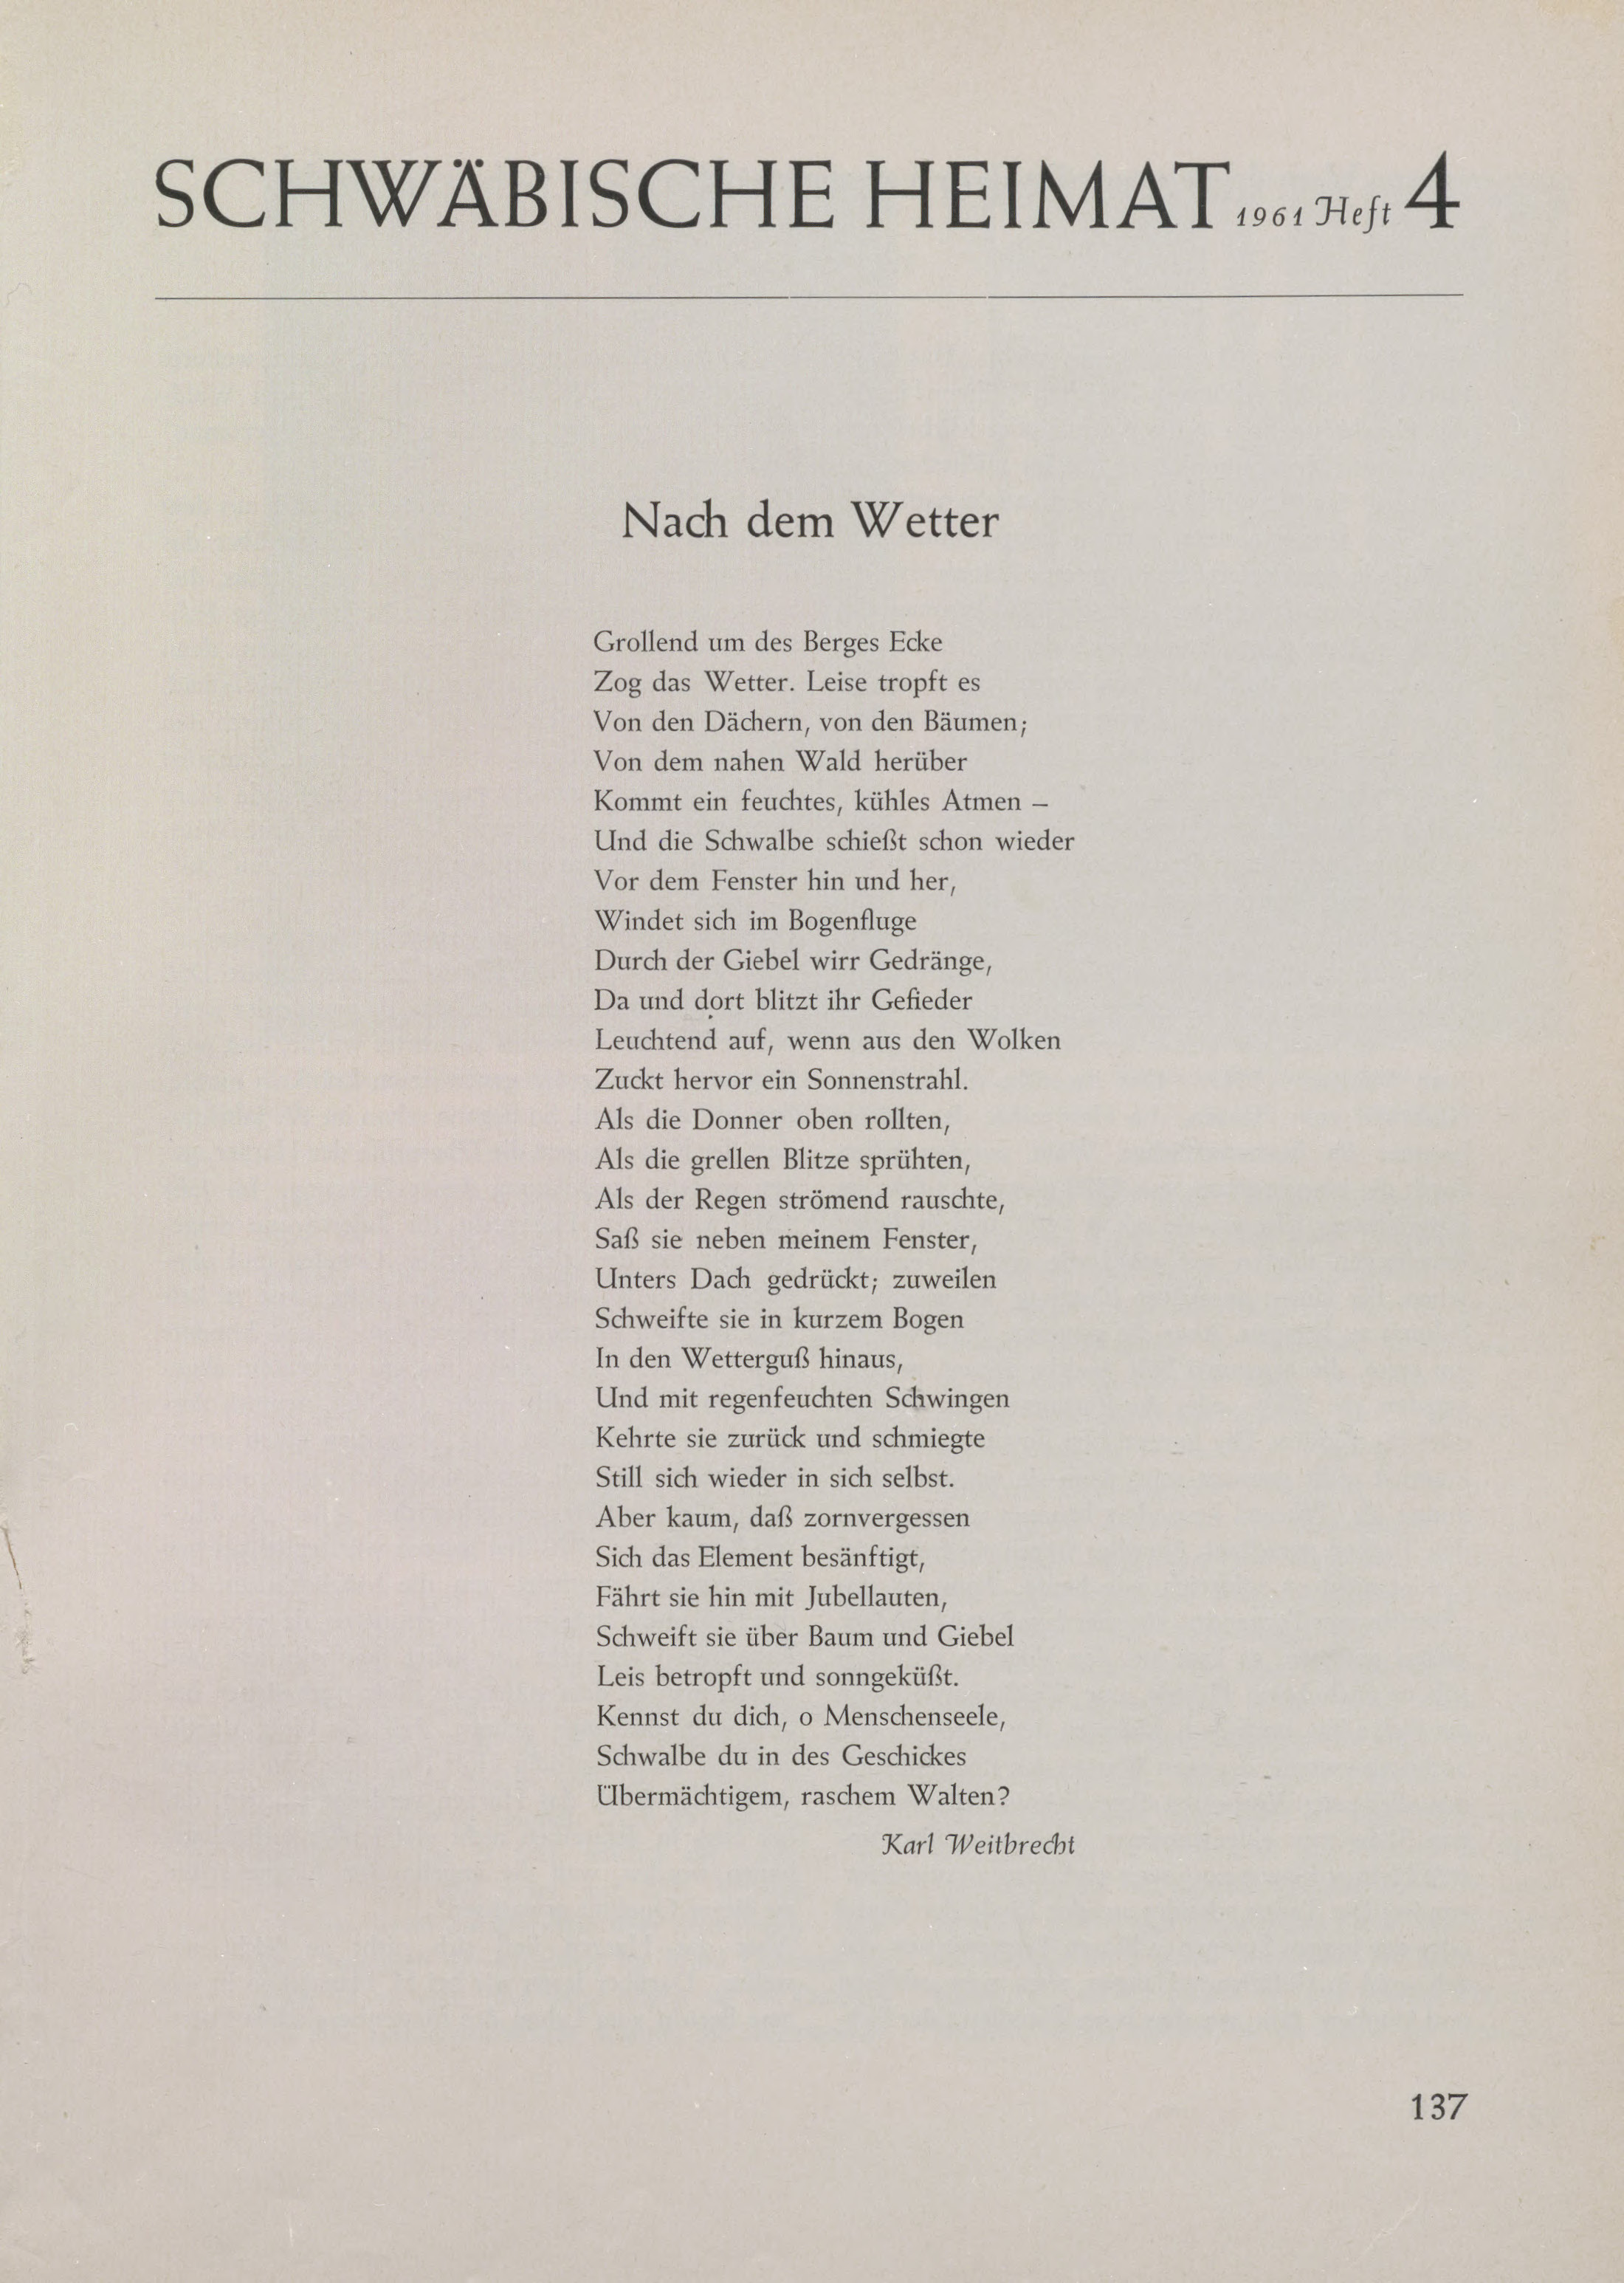 SCHWÄBISCHE HEIMAT 1961 Heft 4
Nach dem Wetter
Grollend um des Berges Ecke
Zog das Wetter. Leise tropft es
Von den Dächern, von den Bäumen;
Von dem nahen Wald herüber
Kommt ein feuchtes, kühles Atmen –
Und die Schwalbe schießt schon wieder
Vor dem Fenster hin und her,
Windet sich im Bogenfluge
Durch der Giebel wirr Gedränge,
Da und dort blitzt ihr Gefieder
Leuchtend auf, wenn aus den Wolken
Zuckt hervor ein Sonnenstrahl.
Als die Donner oben rollten,
Als die grellen Blitze sprühten,
Als der Regen strömend rauschte,
Saß sie neben meinem Fenster,
Unters Dach gedrückt; zuweilen
Schweifte sie in kurzem Bogen
In den Wetterguß hinaus,
Und mit regenfeuchten Schwingen
Kehrte sie zurück und schmiegte
Still sich wieder in sich selbst.
Aber kaum, daß zornvergessen
Sich das Element besänftigt,
Fährt sie hin mit Jubellauten,
Schweift sie über Baum und Giebel
Leis betropft und sonngeküßt.
Kennst du dich, o Menschenseele,
Schwalbe du in des Geschickes
Übermächtigem, raschem Walten?
Karl Weitbrecht
137